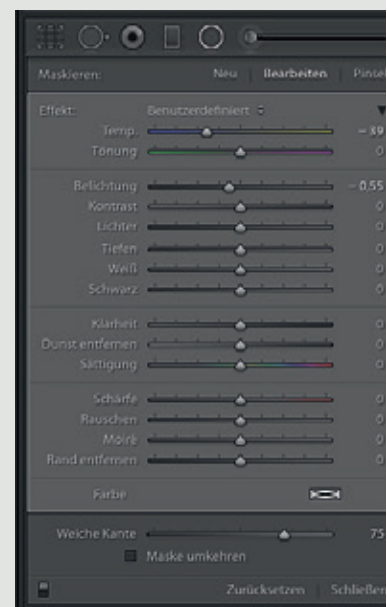 Maskieren: Neu Bearbeiten Pinsel
Effekt: Benutzerdefiniert
Temp. – 39
Tönung 0
Belichtung – 0,55
Kontrast 0
Lichter 0
Tiefen 0
Weiß 0
Schwarz 0
Klarheit 0
Dunst entfernen 0
Sättigung 0
Schärfe 0
Rauschen 0
Moiré 0
Rand entfernen 0
Farbe
Weiche Kante 75
Maske umkehren
Zurücksetzen Schließen